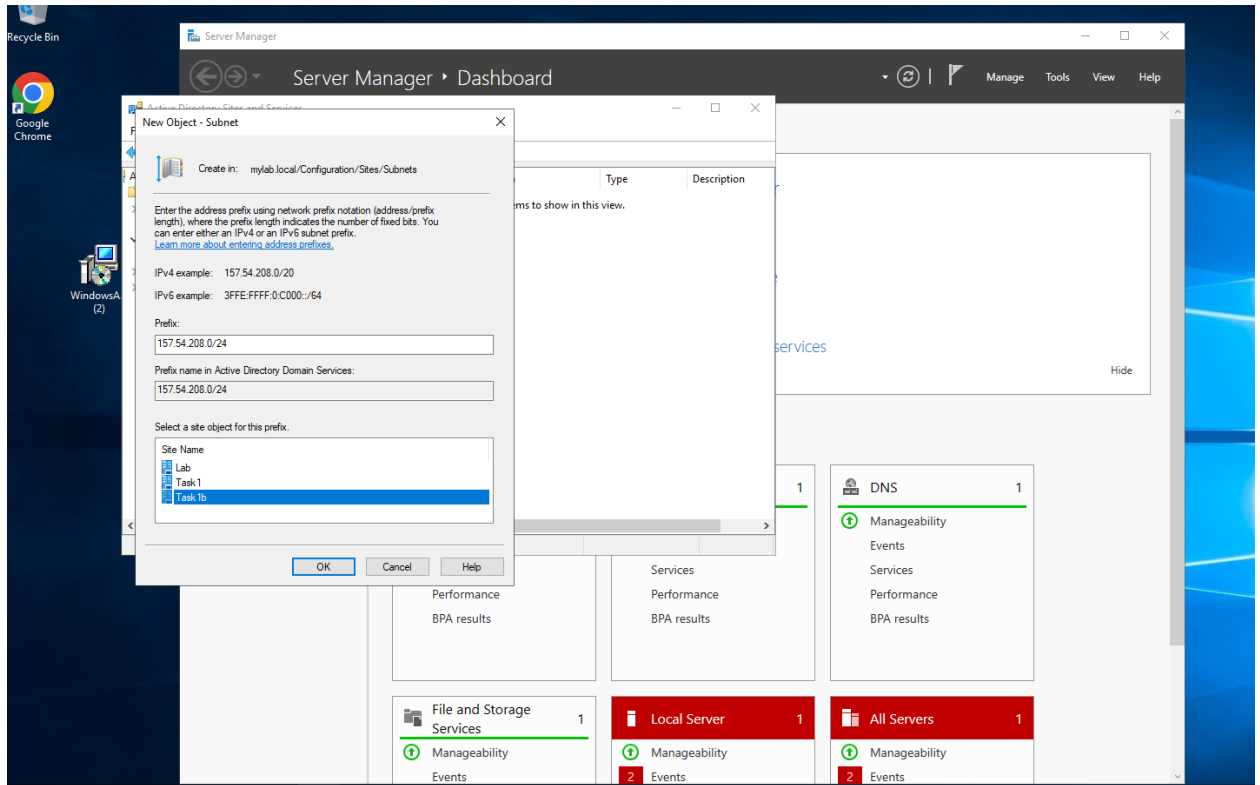 Recycle Bin
Google
Chrome
WindowsA
(2)
Server Manager
Server Manager
Dashboard
Manage
Tools
View
Help
Active Directory Sites and Services
New Object - Subnet
Create in:
mylab.local/Configuration/Sites/Subnets
Enter the address prefix using network prefix notation (address/prefix
length), where the prefix length indicates the number of fixed bits. You
can enter either an IPv4 or an IPv6 subnet prefix.
Learn more about entering address prefixes.
IPv4 example: 157.54.208.0/20
IPv6 example: 3FFE:FFFF:0:C000::/64
Prefix:
157.54.208.0/24
Prefix name in Active Directory Domain Services:
157.54.208.0/24
Select a site object for this prefix.
Site Name
Lab
Task1
Task1b
OK
Cancel
Help
Type
Description
ems to show in this view.
services
Hide
1
Services
Performance
BPA results
Performance
BPA results
DNS 1
Manageability
Events
Services
Performance
BPA results
File and Storage
Services
1
Manageability
Events
Local Server 1
Manageability
2 Events
All Servers 1
Manageability
2 Events